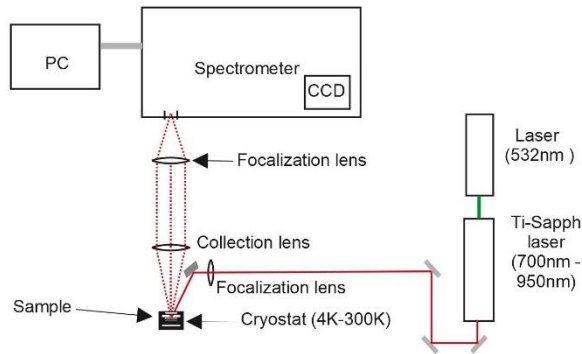 PC
Spectrometer
CCD
Laser
(532nm )
Focalization lens
Ti-Sapph
laser
(700nm -
950nm)
Collection lens
Focalization lens
Sample
Cryostat (4K-300K)